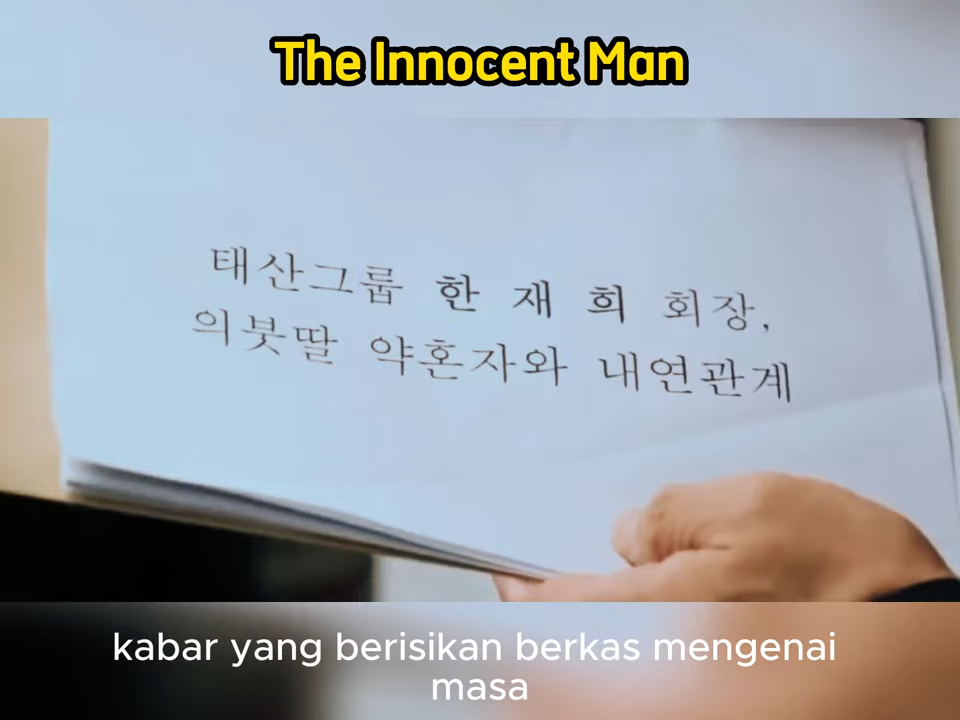 The Innocent Man
태산그룹 한 재 희 회장,
의붓딸 약혼자와 내연관계
kabar yang berisikan berkas mengenai
masa